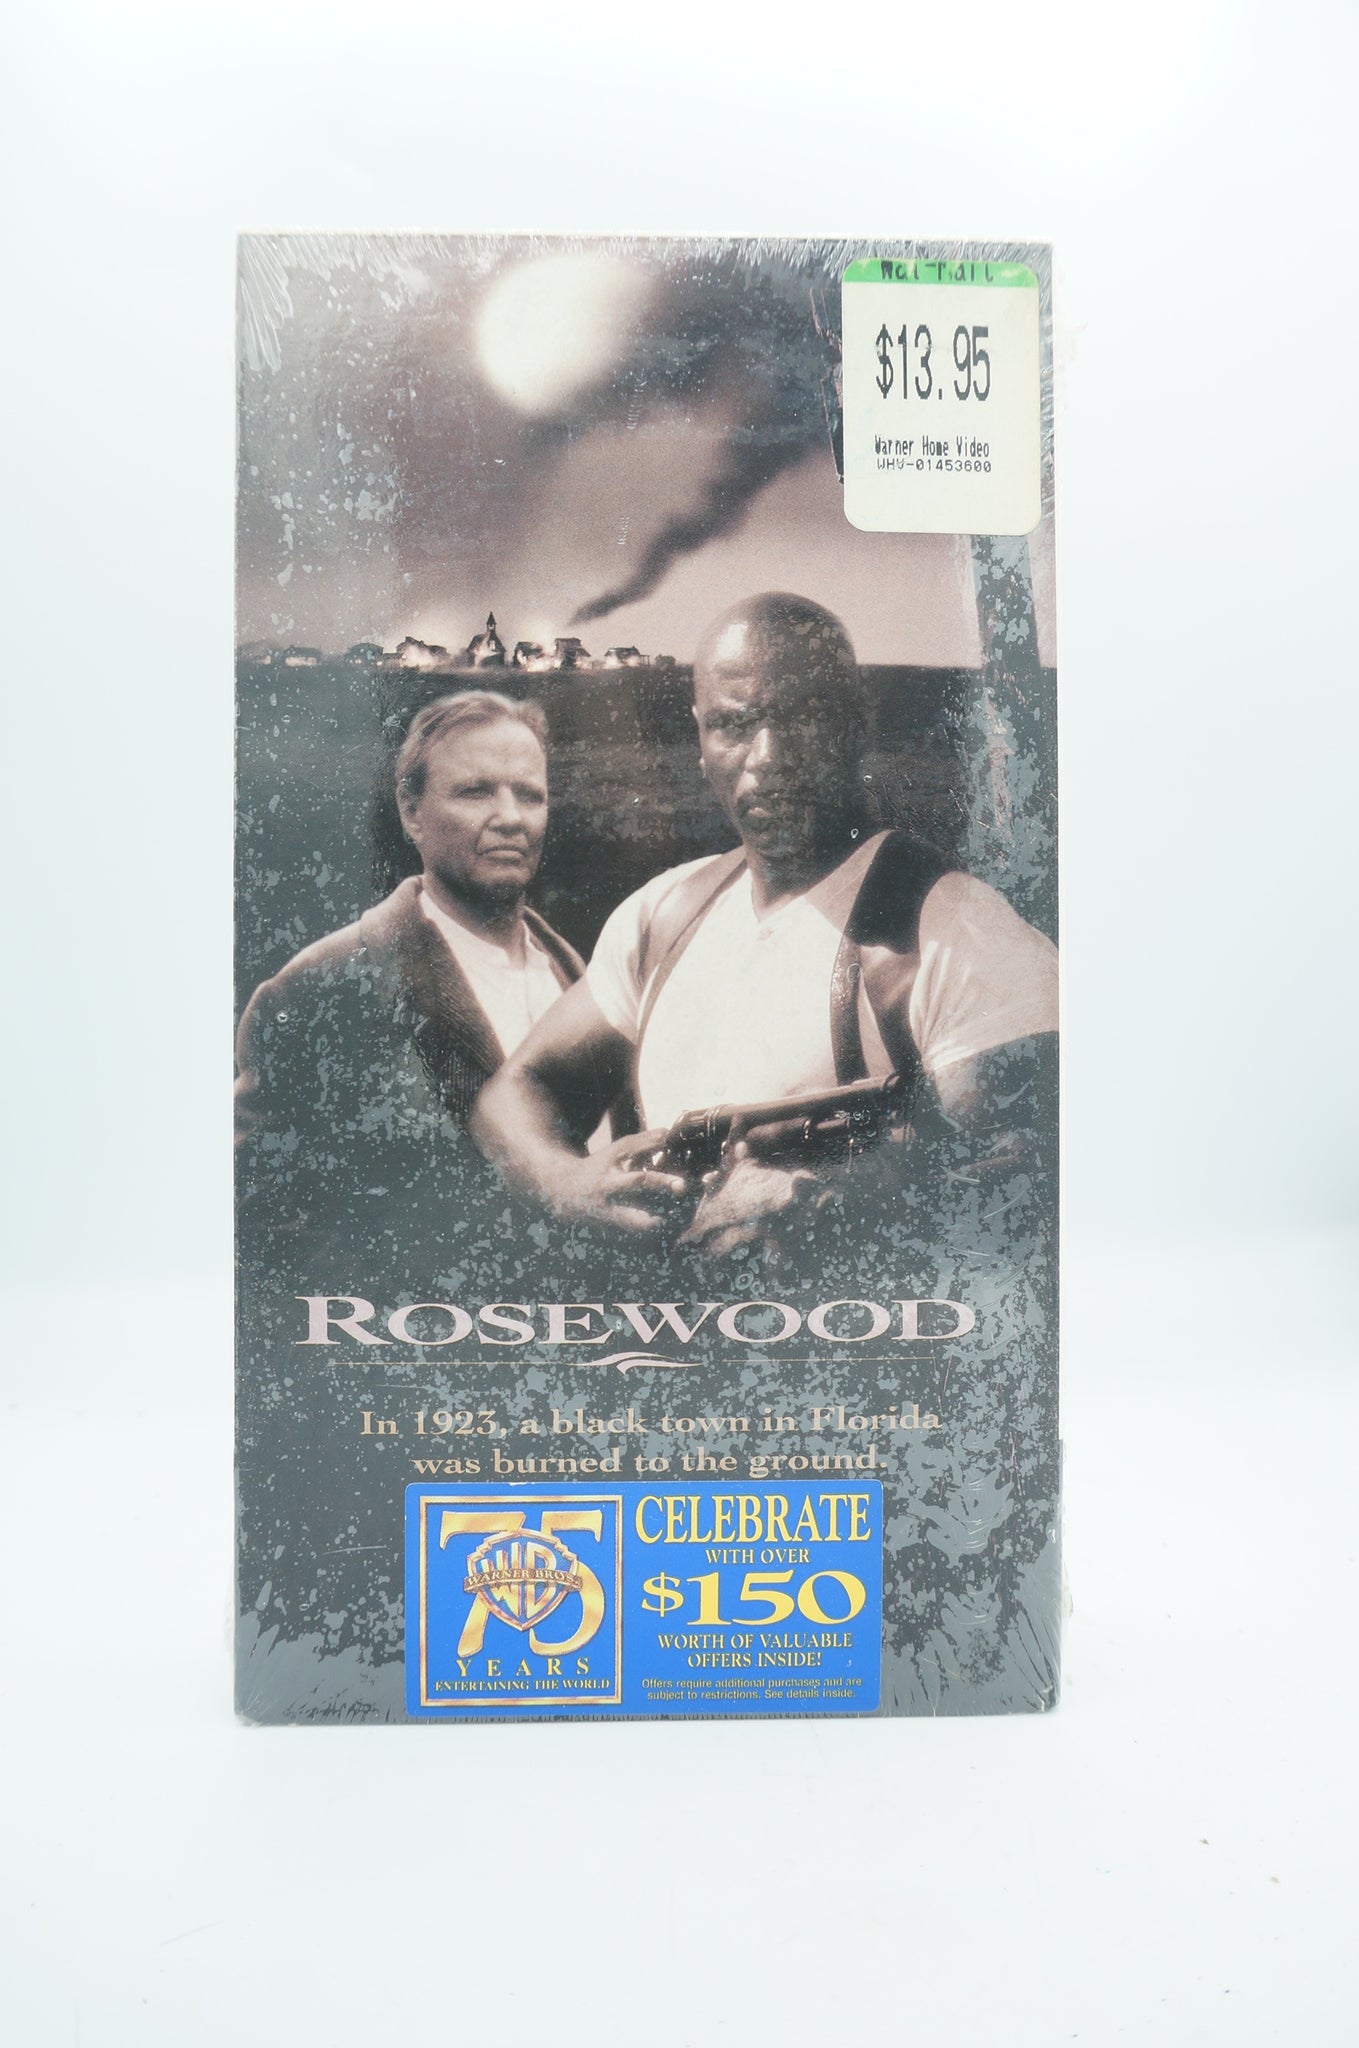 Wal-Mart
$13.95
Warner Home Video
WHV-01453600
ROSEWOOD
In 1923, a black town in Florida
was burned to the ground.
75
WB
WARNER BROS.
YEARS
ENTERTAINING THE WORLD
CELEBRATE
WITH OVER
$150
WORTH OF VALUABLE
OFFERS INSIDE!
Offers require additional purchases and are
subject to restrictions. See details inside.